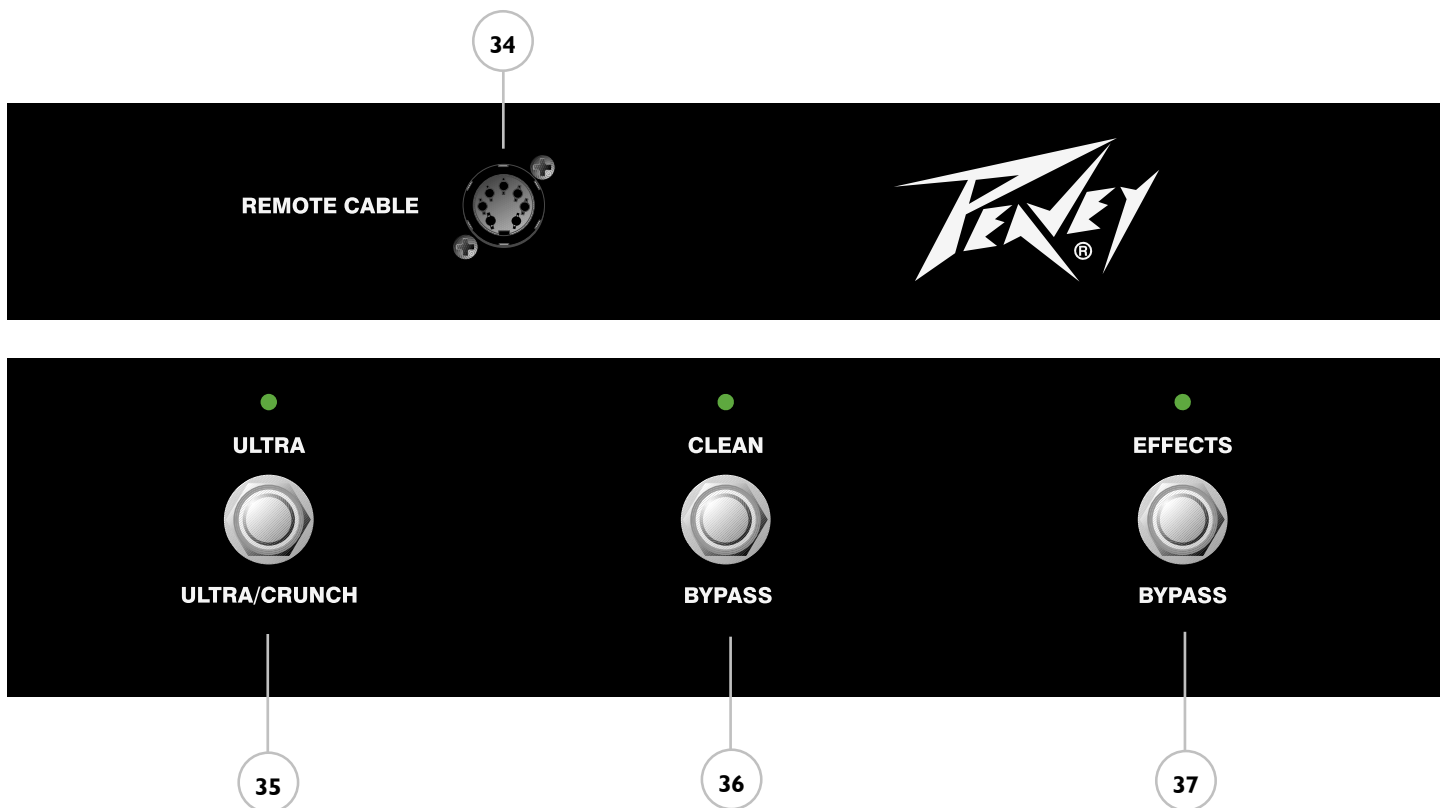 34
REMOTE CABLE
PEAVEY
®
ULTRA
CLEAN
EFFECTS
ULTRA/CRUNCH
BYPASS
BYPASS
35
36
37